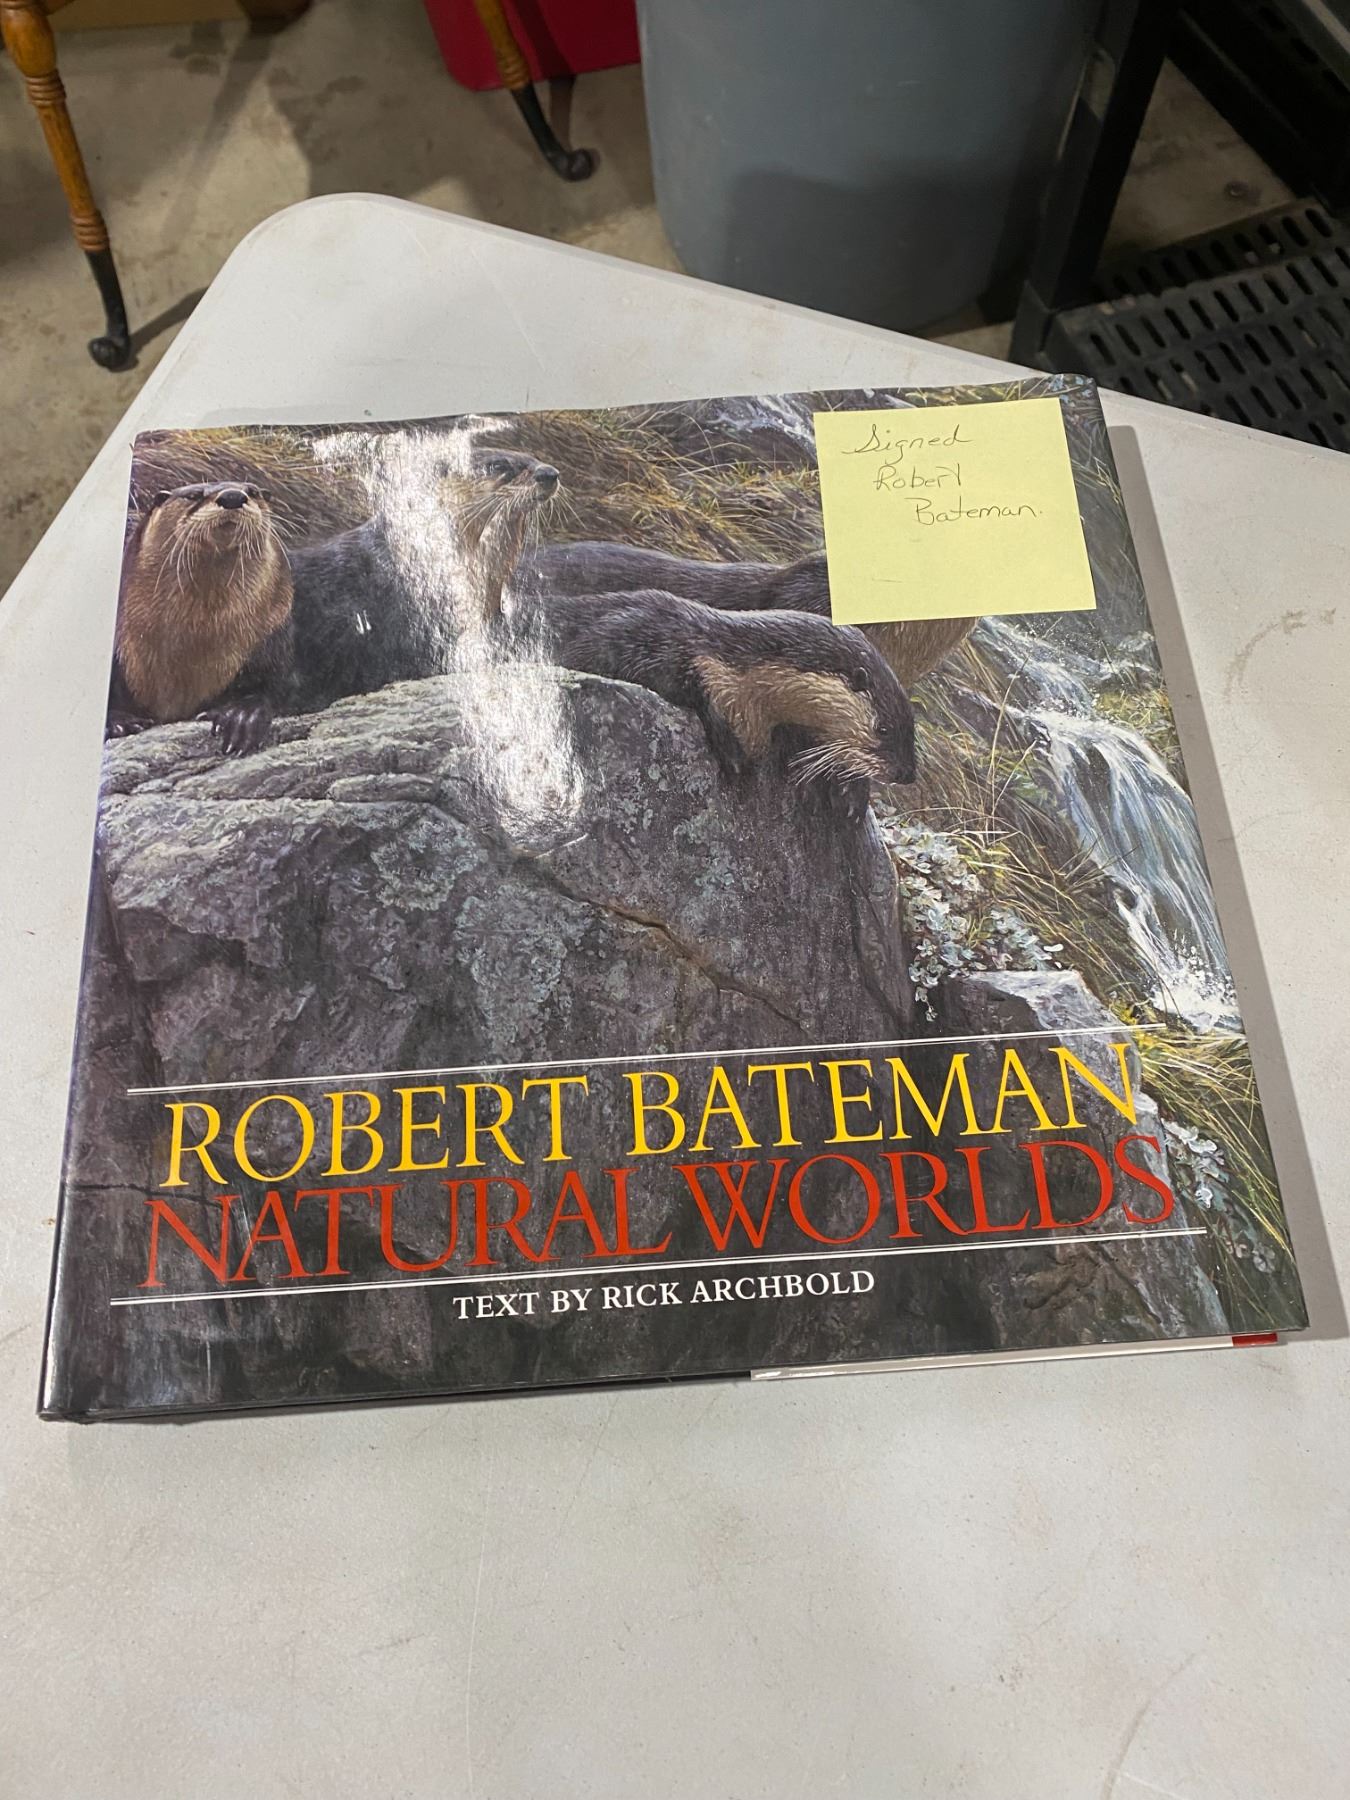 Signed
Robert
Bateman.
ROBERT BATEMAN
NATURAL WORLDS
TEXT BY RICK ARCHBOLD